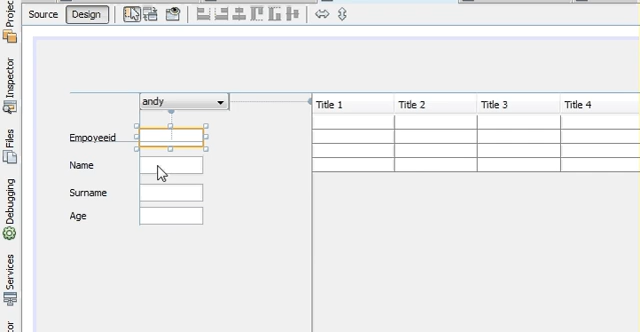 Source Design
Projec
Inspector
Files
Debugging
Services
andy
Title 1 Title 2 Title 3 Title 4
Empoyeeid
Name
Surname
Age